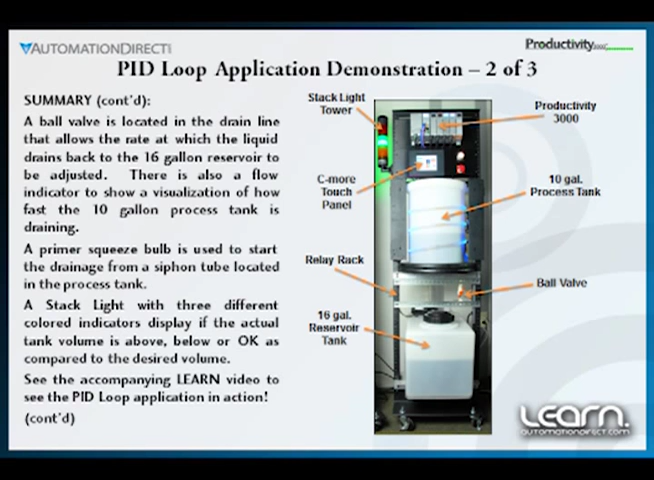 AUTOMATIONDIRECT
Productivity
PID Loop Application Demonstration – 2 of 3
SUMMARY (cont'd):
A ball valve is located in the drain line
that allows the rate at which the liquid
drains back to the 16 gallon reservoir to
be adjusted. There is also a flow
indicator to show a visualization of how
fast the 10 gallon process tank is
draining.
A primer squeeze bulb is used to start
the drainage from a siphon tube located
in the process tank.
A Stack Light with three different
colored indicators display if the actual
tank volume is above, below or OK as
compared to the desired volume.
See the accompanying LEARN video to
see the PID Loop application in action!
(cont'd)
Stack Light
Tower
Productivity
3000
C-more
Touch
Panel
10 gal.
Process Tank
Relay Rack
Ball Valve
16 gal.
Reservoir
Tank
LEARN.
AUTOMATIONDIRECT.COM